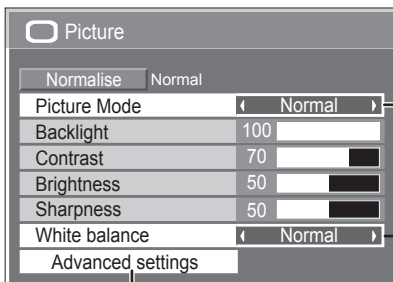 Picture
Normalise Normal
Picture Mode Normal
Backlight 100
Contrast 70
Brightness 50
Sharpness 50
White balance Normal
Advanced settings